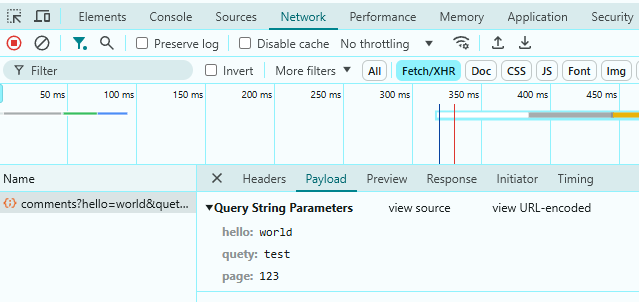 Elements Console Sources Network Performance Memory Application Security
Preserve log Disable cache No throttling
Filter Invert More filters All Fetch/XHR Doc CSS JS Font Img
50 ms 100 ms 150 ms 200 ms 250 ms 300 ms 350 ms 400 ms 450 ms
Name Headers Payload Preview Response Initiator Timing
comments?hello=world&quet... Query String Parameters view source view URL-encoded
hello: world
quety: test
page: 123